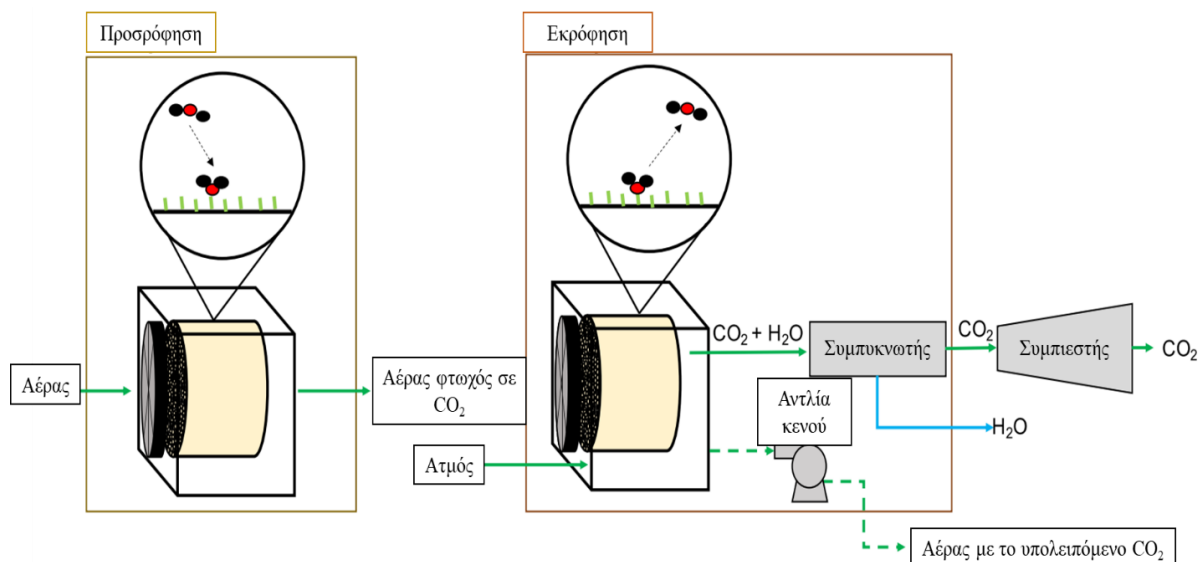 Προσρόφηση
Εκρόφηση
Αέρας
Αέρας φτωχός σε
CO₂
Ατμός
CO₂ + H₂O
Συμπυκνωτής
CO₂
Συμπιεστής
CO₂
Αντλία
κενού
H₂O
Αέρας με το υπολειπόμενο CO₂